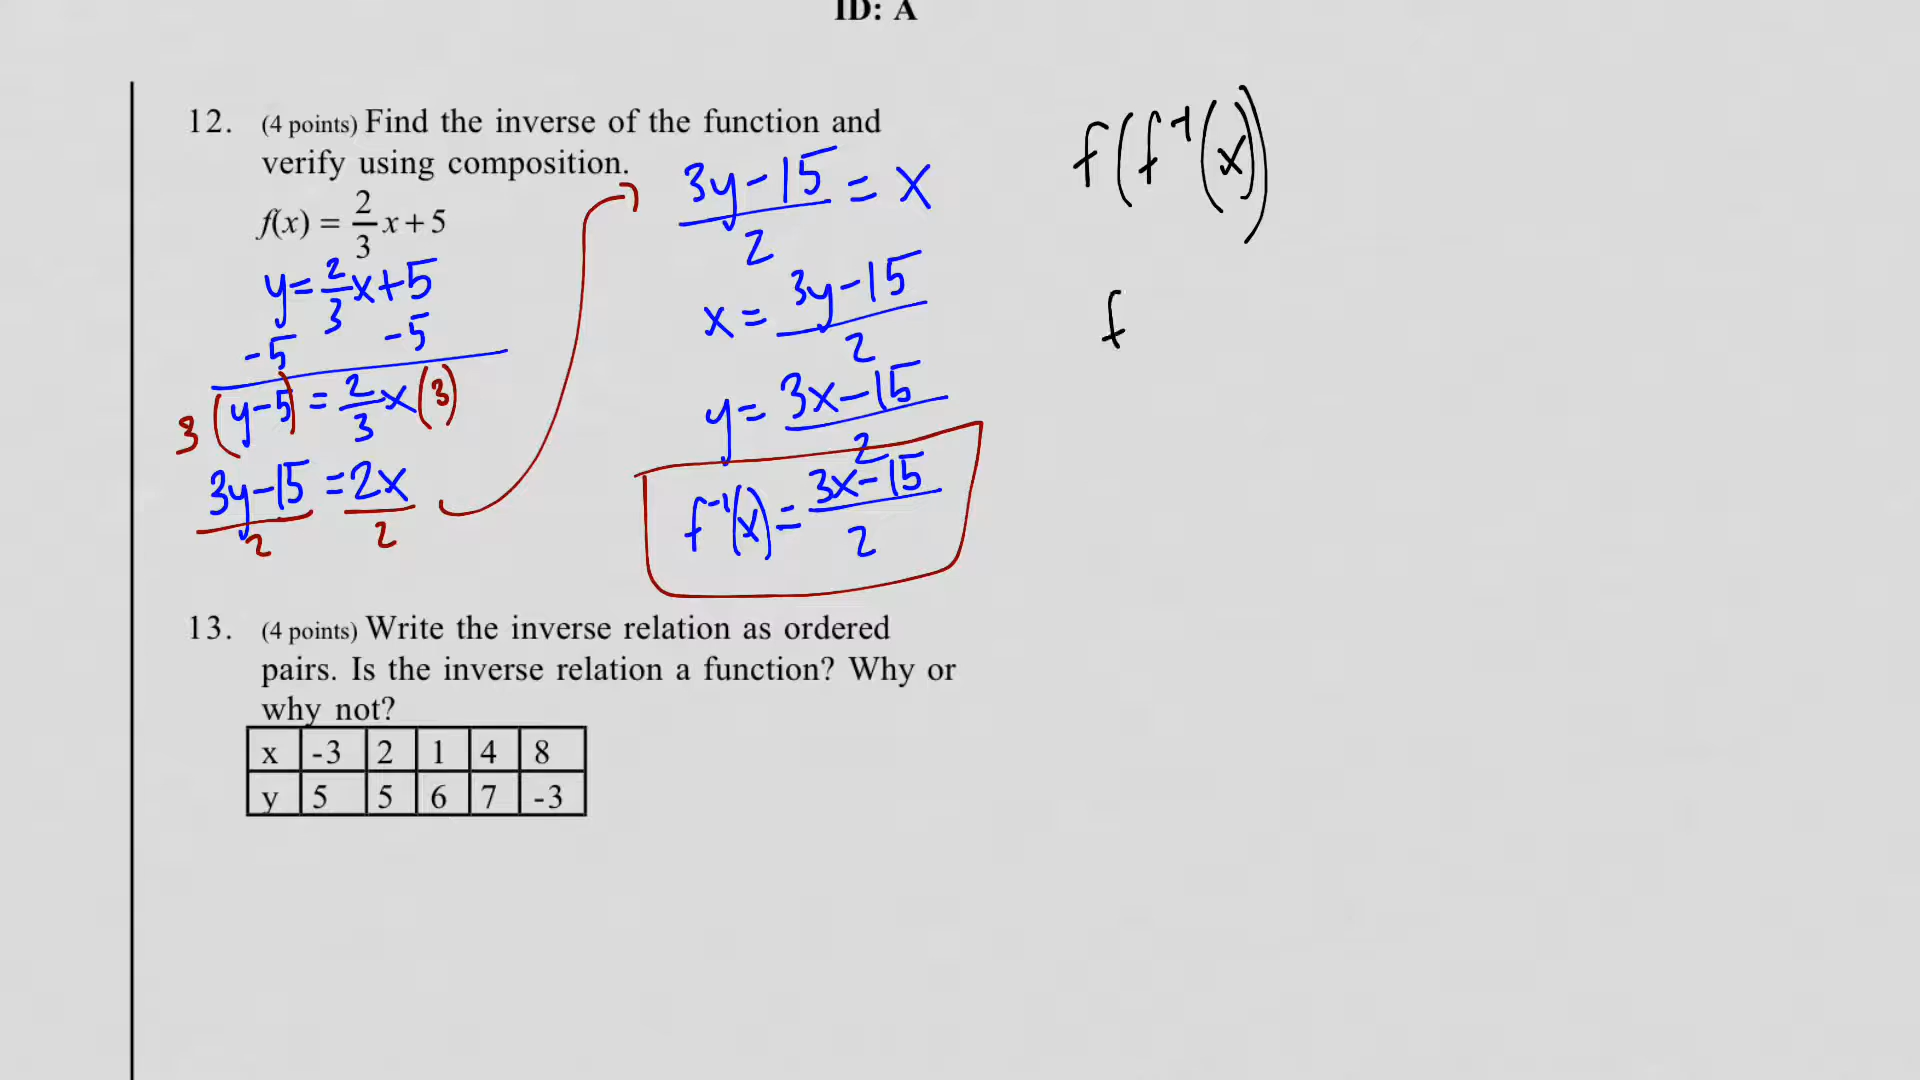 ID: A
12. (4 points) Find the inverse of the function and
verify using composition.
f(x) = 2/3 x + 5
y = 2/3 x + 5
-5 -5
3 (y-5) = 2/3 x (3)
3y-15 / 2 = 2x / 2
3y-15 / 2 = x
x = 3y-15 / 2
y = 3x-15 / 2
f⁻¹(x) = 3x-15 / 2
f(f⁻¹(x))
f
13. (4 points) Write the inverse relation as ordered
pairs. Is the inverse relation a function? Why or
why not?
x -3 2 1 4 8
y 5 5 6 7 -3